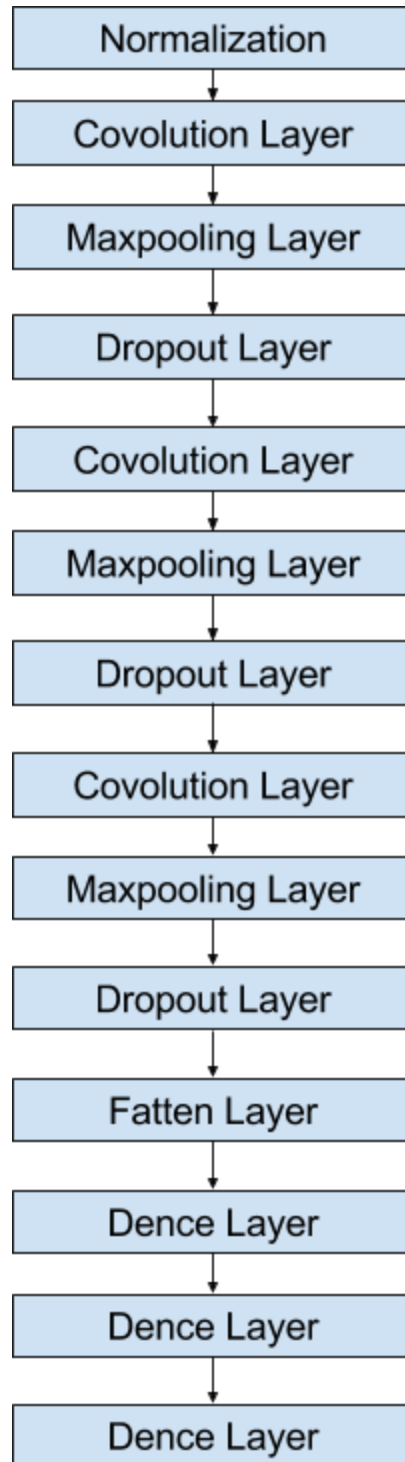 Normalization
Covolution Layer
Maxpooling Layer
Dropout Layer
Covolution Layer
Maxpooling Layer
Dropout Layer
Covolution Layer
Maxpooling Layer
Dropout Layer
Fatten Layer
Dence Layer
Dence Layer
Dence Layer